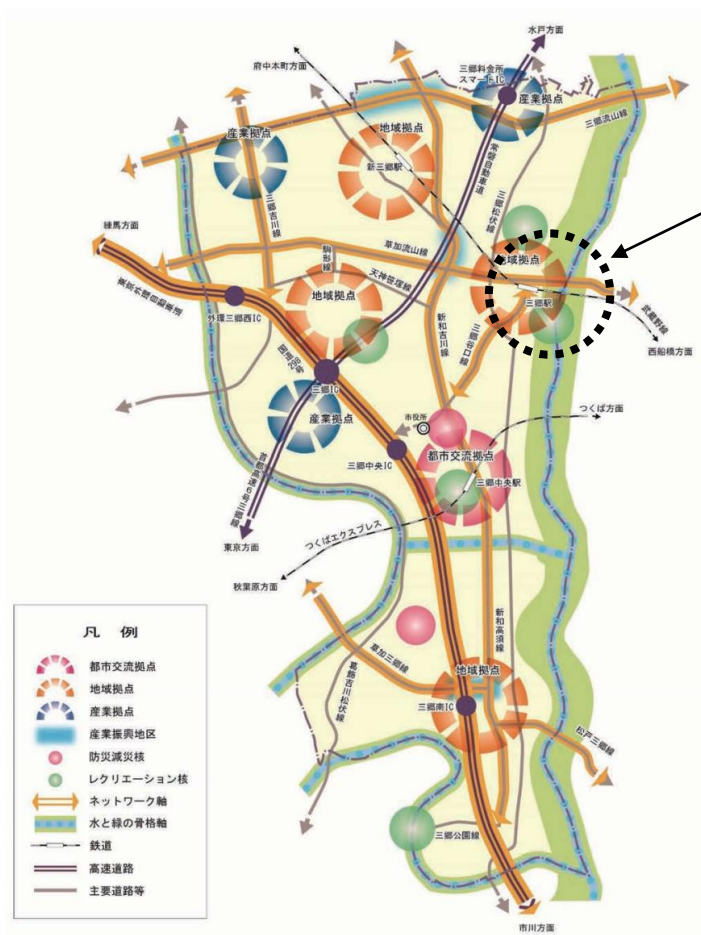 水戸方面
府中本町方面
三郷料金所
スマートIC
産業拠点
三郷流山線
産業拠点
地域拠点
新三郷駅
常磐自動車道
三郷松伏線
三郷吉川線
練馬方面
東京外環自動車道
駒形線
草加流山線
天神笹塚線
地域拠点
三郷駅
武蔵野線
西船橋方面
外環三郷西IC
地域拠点
国道298号
新和吉川線
三郷谷口線
三郷IC
産業拠点
市役所
つくば方面
都市交流拠点
三郷中央駅
三郷中央IC
首都高速6号三郷線
東京方面
つくばエクスプレス
秋葉原方面
新和高須線
草加三郷線
葛飾吉川松伏線
地域拠点
三郷南IC
松戸三郷線
三郷公園線
市川方面
凡例
都市交流拠点
地域拠点
産業拠点
産業振興地区
防災減災核
レクリエーション核
ネットワーク軸
水と緑の骨格軸
鉄道
高速道路
主要道路等